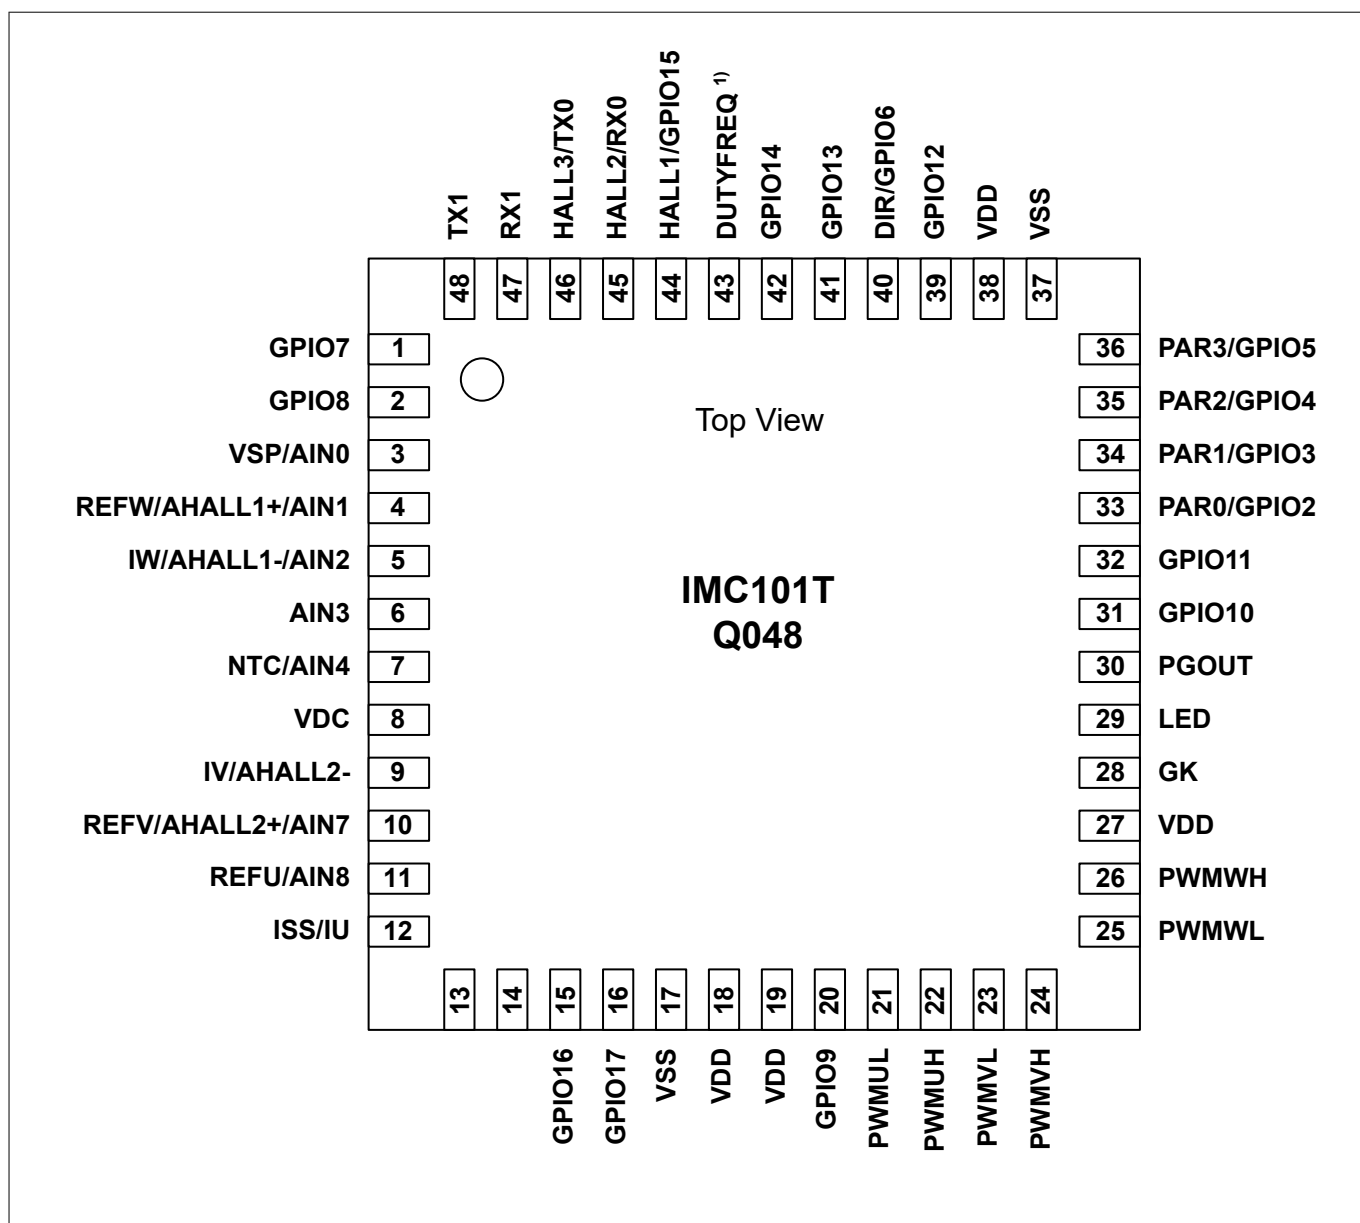 TX1
RX1
HALL3/TX0
HALL2/RX0
HALL1/GPIO15
DUTYFREQ 1)
GPIO14
GPIO13
DIR/GPIO6
GPIO12
VDD
VSS
48
47
46
45
44
43
42
41
40
39
38
37
GPIO7 1
GPIO8 2
VSP/AIN0 3
REFW/AHALL1+/AIN1 4
IW/AHALL1-/AIN2 5
AIN3 6
NTC/AIN4 7
VDC 8
IV/AHALL2- 9
REFV/AHALL2+/AIN7 10
REFU/AIN8 11
ISS/IU 12
Top View
IMC101T
Q048
36 PAR3/GPIO5
35 PAR2/GPIO4
34 PAR1/GPIO3
33 PAR0/GPIO2
32 GPIO11
31 GPIO10
30 PGOUT
29 LED
28 GK
27 VDD
26 PWMWH
25 PWMWL
13
14
15
16
17
18
19
20
21
22
23
24
GPIO16
GPIO17
VSS
VDD
VDD
GPIO9
PWMUL
PWMUH
PWMVL
PWMVH